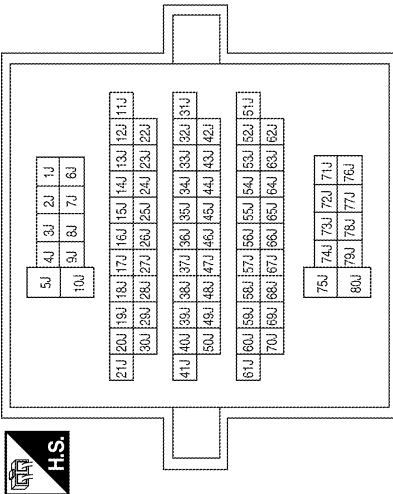 H.S.
5J 4J 3J 2J 1J
10J 9J 8J 7J 6J
21J 20J 19J 18J 17J 16J 15J 14J 13J 12J 11J
30J 29J 28J 27J 26J 25J 24J 23J 22J
41J 40J 39J 38J 37J 36J 35J 34J 33J 32J 31J
50J 49J 48J 47J 46J 45J 44J 43J 42J
61J 60J 59J 58J 57J 56J 55J 54J 53J 52J 51J
70J 69J 68J 67J 66J 65J 64J 63J 62J
75J 74J 73J 72J 71J
80J 79J 78J 77J 76J